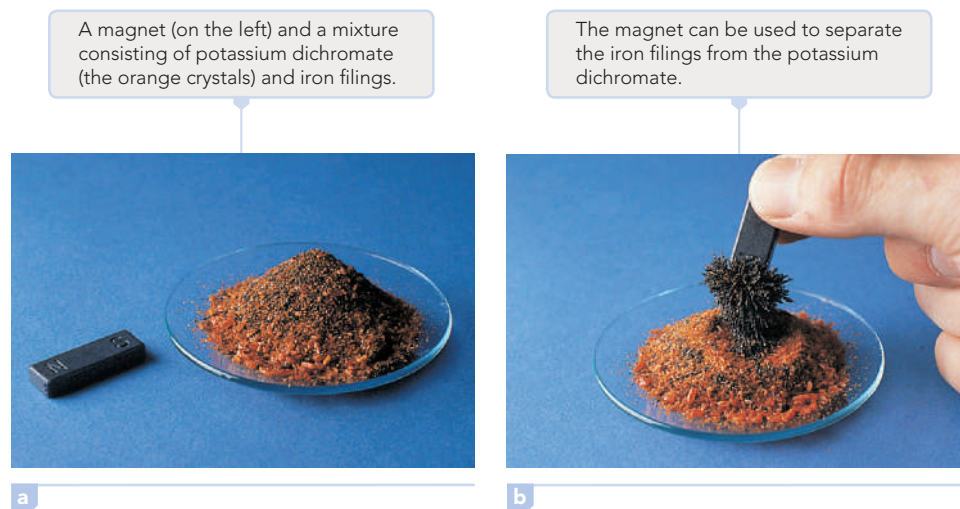 A magnet (on the left) and a mixture
consisting of potassium dichromate
(the orange crystals) and iron filings.
The magnet can be used to separate
the iron filings from the potassium
dichromate.
N
S
a
b